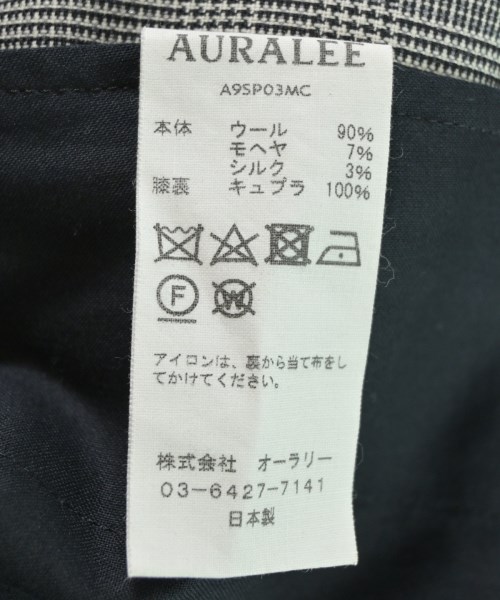 AURALEE
A9SP03MC
本体 ウール 90%
モヘヤ 7%
シルク 3%
膝裏 キュプラ 100%
F W
アイロンは、裏から当て布をし
てかけてください。
株式会社 オーラリー
03-6427-7141
日本製